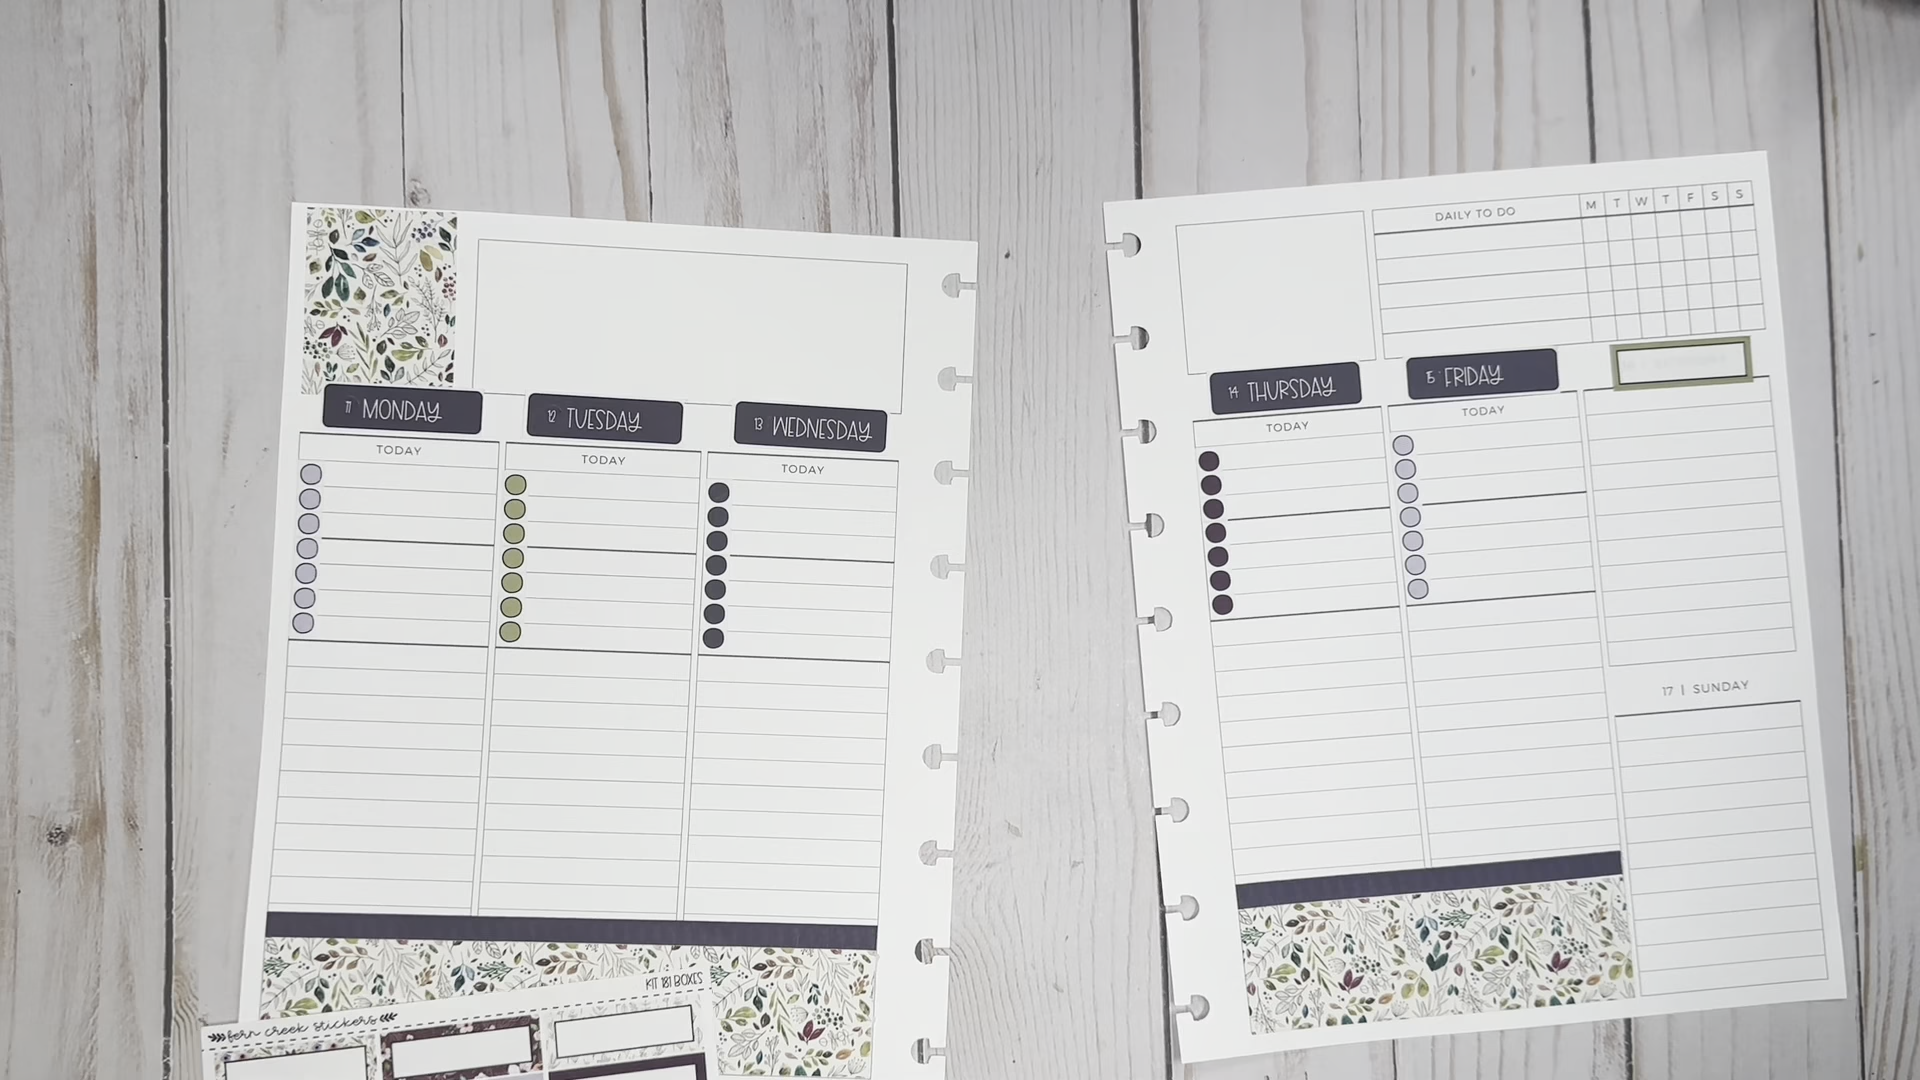 11 MONDAY
12 TUESDAY
13 WEDNESDAY
TODAY
TODAY
TODAY
KIT 181 BOXES
fern creek stickers
DAILY TO DO
M T W T F S S
14 THURSDAY
15 FRIDAY
TODAY
TODAY
17 | SUNDAY